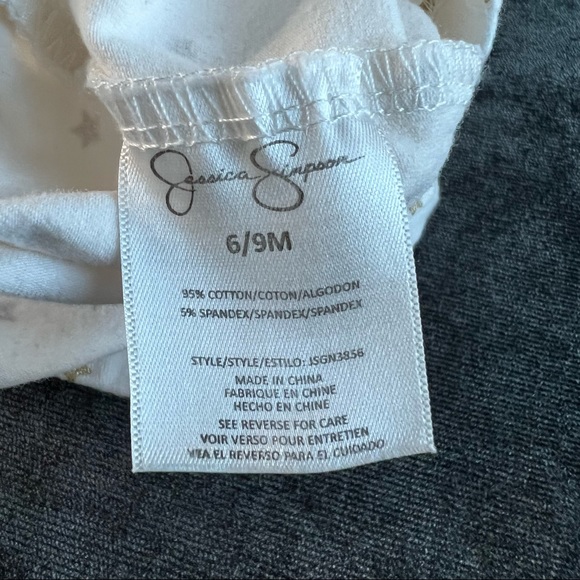 Jessica Simpson
6/9M
95% COTTON/COTON/ALGODON
5% SPANDEX/SPANDEX/SPANDEX
STYLE/STYLE/ESTILO: JSGN3856
MADE IN CHINA
FABRIQUE EN CHINE
HECHO EN CHINE
SEE REVERSE FOR CARE
VOIR VERSO POUR ENTRETIEN
VEA EL REVERSO PARA EL CUIDADO